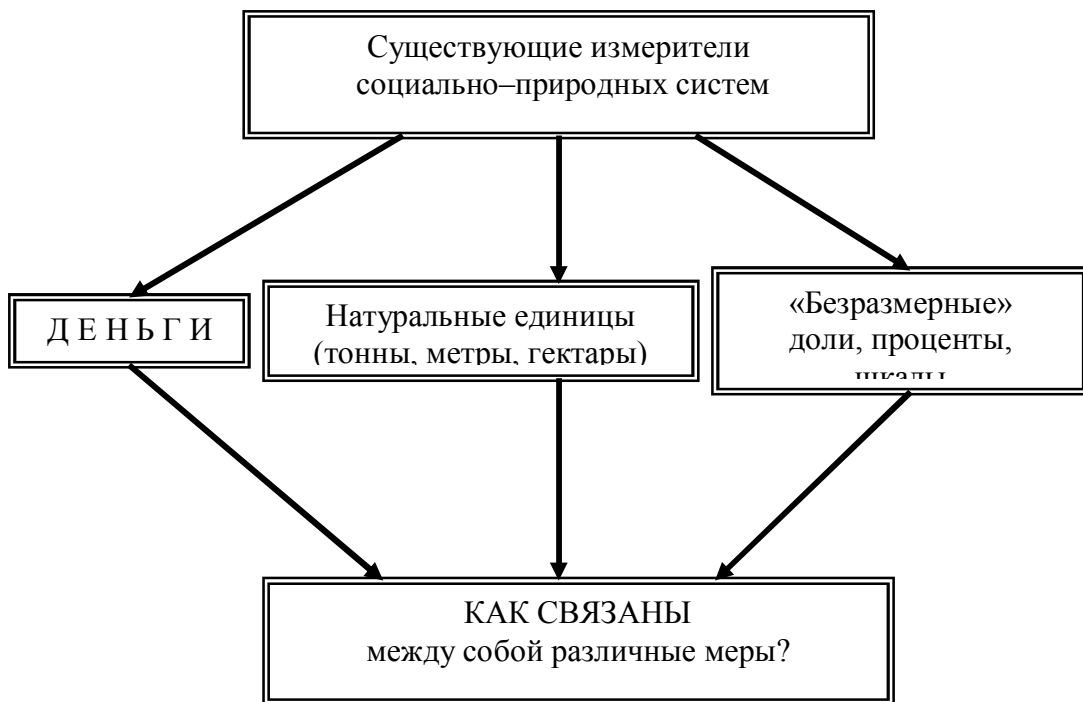 Существующие измерители
социально–природных систем
Д Е Н Ь Г И
Натуральные единицы
(тонны, метры, гектары)
«Безразмерные»
доли, проценты,
шкалы
КАК СВЯЗАНЫ
между собой различные меры?